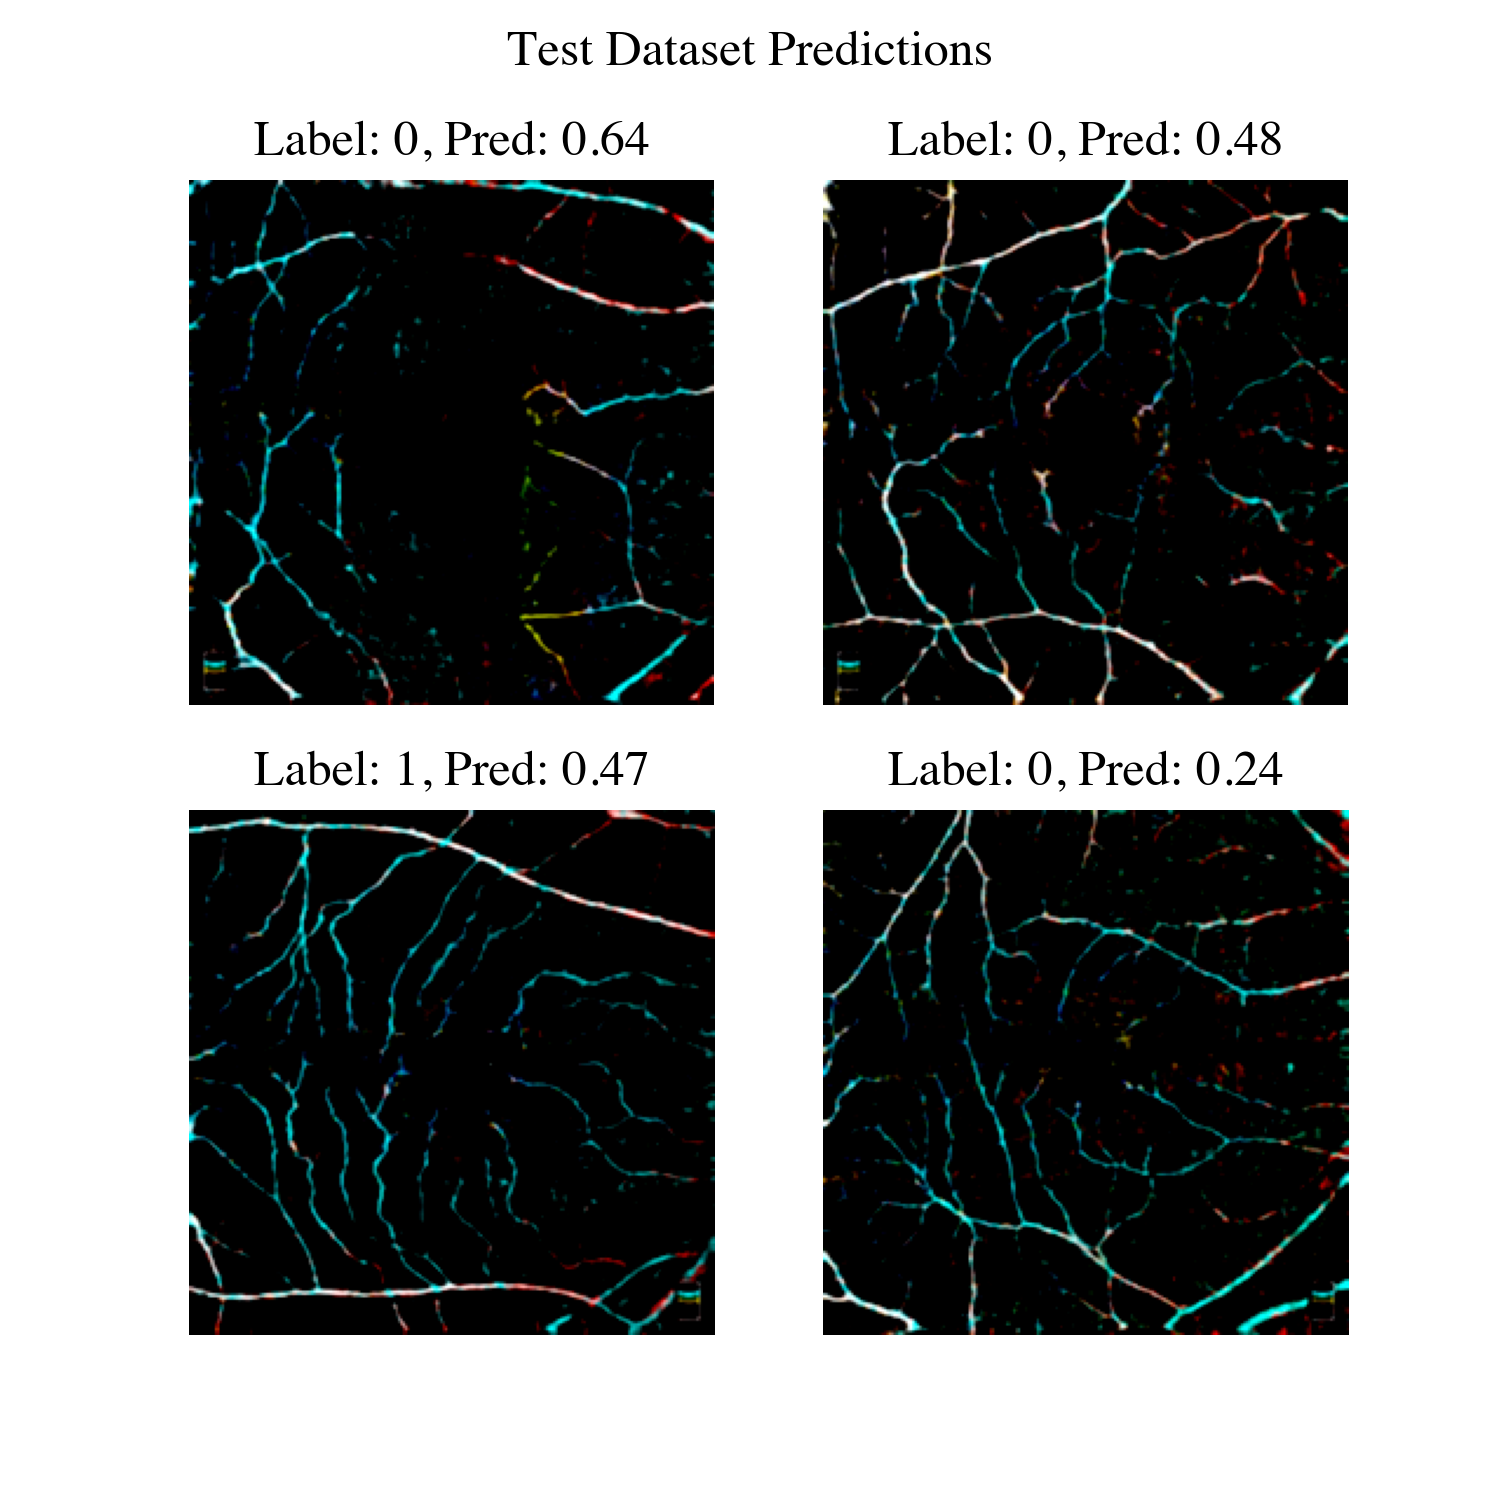 Test Dataset Predictions
Label: 0, Pred: 0.64
Label: 0, Pred: 0.48
Label: 1, Pred: 0.47
Label: 0, Pred: 0.24